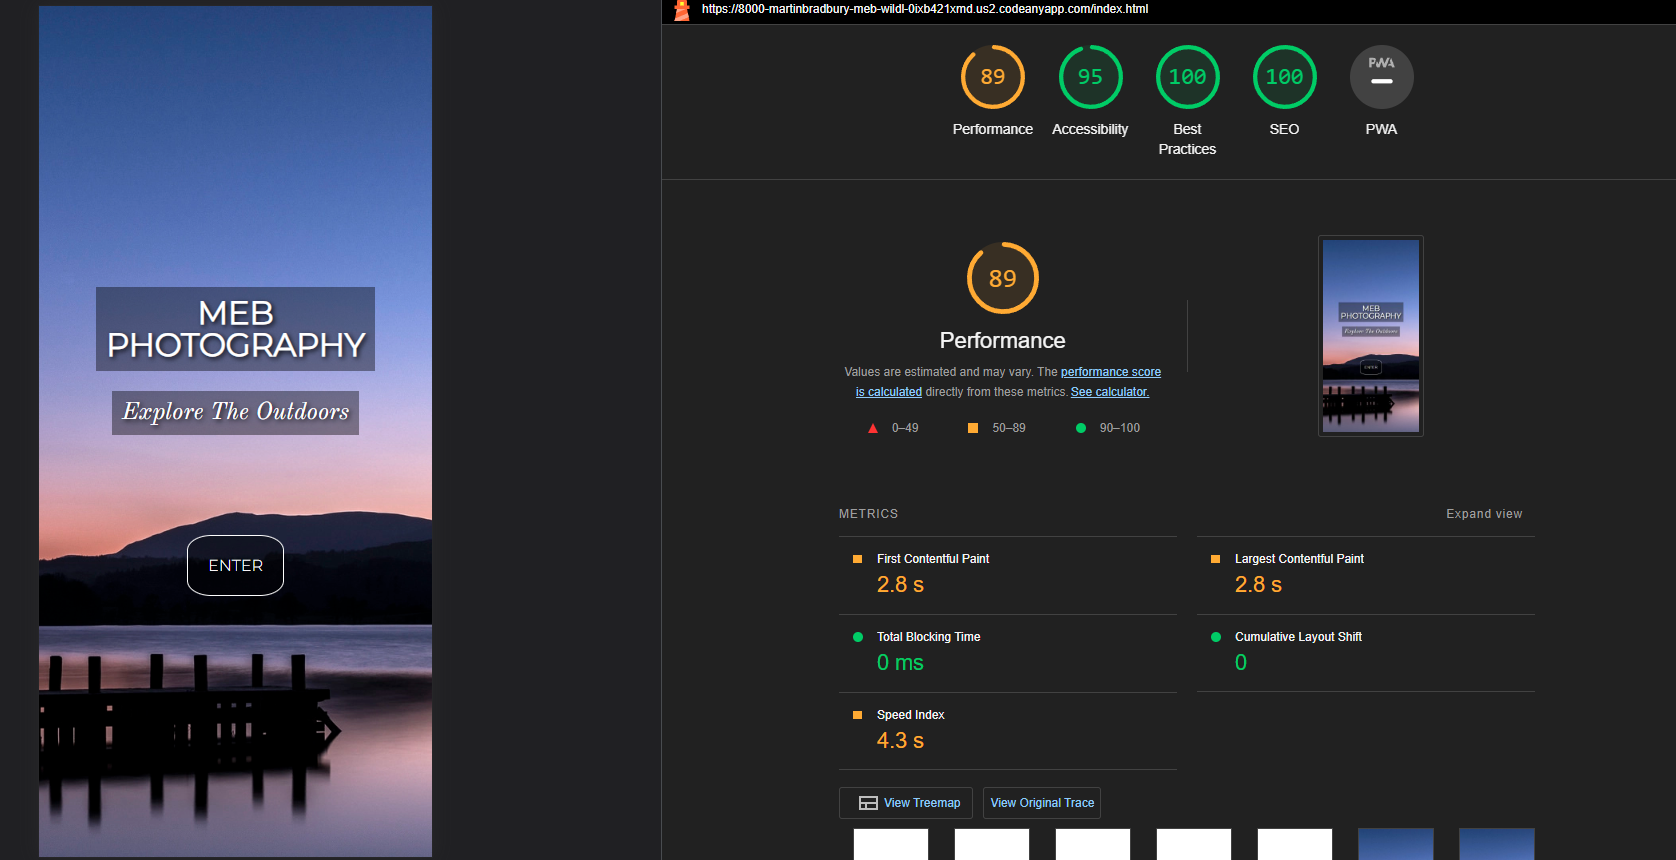 https://8000-martinbradbury-meb-wildl-0ixb421xmd.us2.codeanyapp.com/index.html
89
95
100
100
PWA
Performance
Accessibility
Best
Practices
SEO
PWA
MEB
PHOTOGRAPHY
Explore The Outdoors
ENTER
89
Performance
Values are estimated and may vary. The performance score
is calculated directly from these metrics. See calculator.
0–49
50–89
90–100
MEB
PHOTOGRAPHY
Explore The Outdoors
ENTER
METRICS
Expand view
First Contentful Paint
2.8 s
Largest Contentful Paint
2.8 s
Total Blocking Time
0 ms
Cumulative Layout Shift
0
Speed Index
4.3 s
View Treemap
View Original Trace